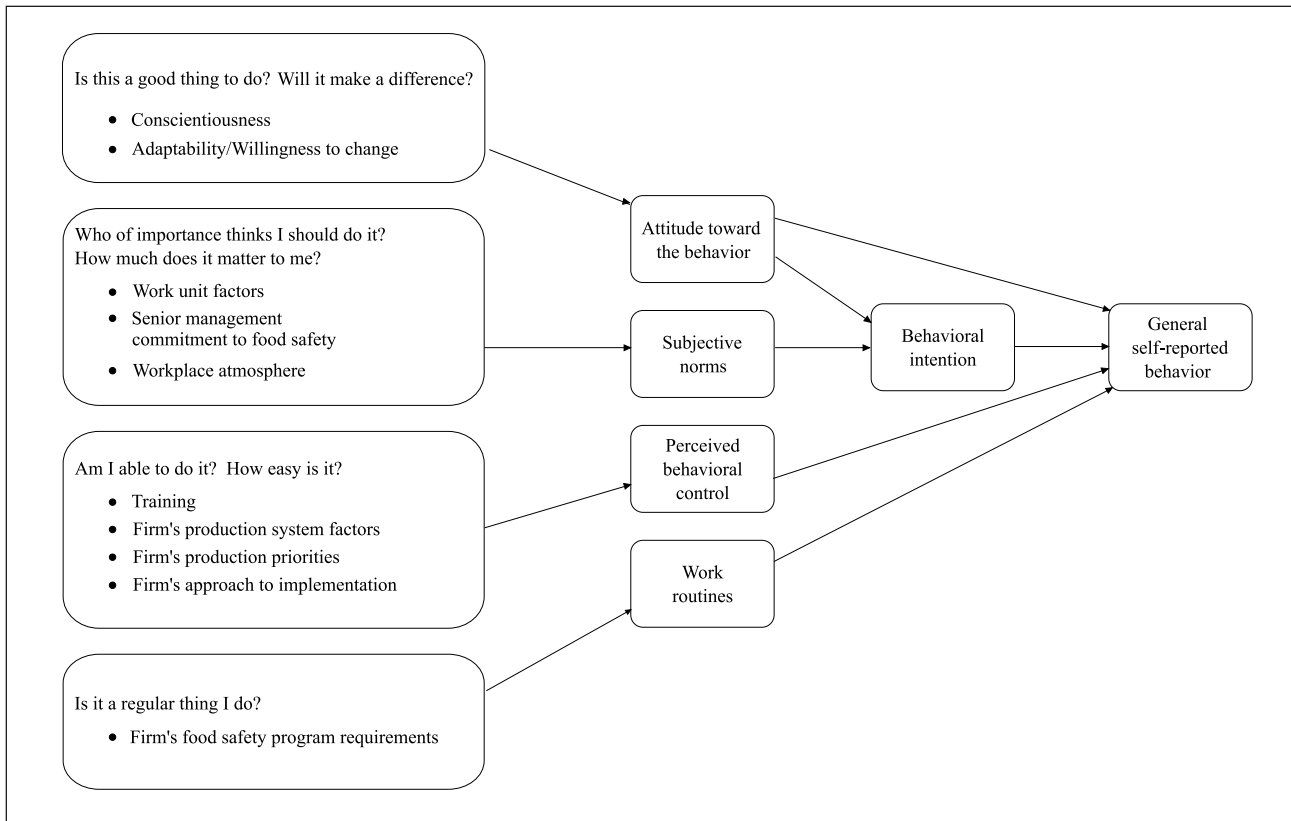 Is this a good thing to do? Will it make a difference?
● Conscientiousness
● Adaptability/Willingness to change
Who of importance thinks I should do it?
How much does it matter to me?
● Work unit factors
● Senior management
commitment to food safety
● Workplace atmosphere
Am I able to do it? How easy is it?
● Training
● Firm's production system factors
● Firm's production priorities
● Firm's approach to implementation
Is it a regular thing I do?
● Firm's food safety program requirements
Attitude toward
the behavior
Subjective
norms
Perceived
behavioral
control
Work
routines
Behavioral
intention
General
self-reported
behavior